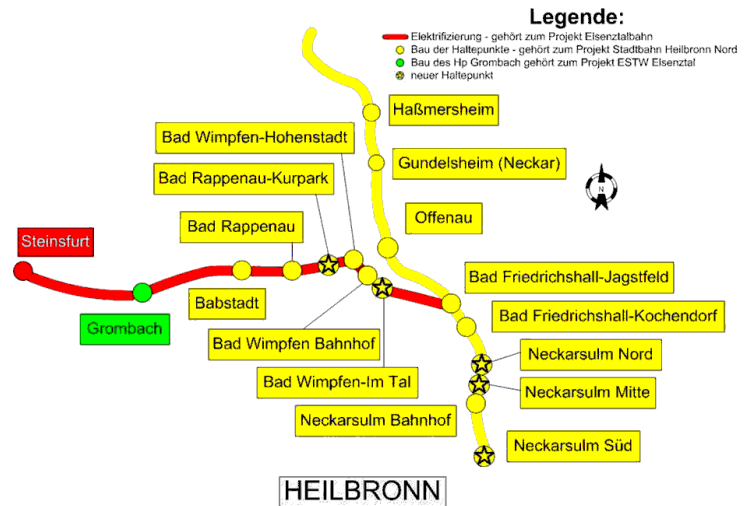 Legende:
Elektrifizierung - gehört zum Projekt Elsenztalbahn
Bau der Haltepunkte - gehört zum Projekt Stadtbahn Heilbronn Nord
Bau des Hp Grombach gehört zum Projekt ESTW Elsenztal
neuer Haltepunkt
Haßmersheim
Bad Wimpfen-Hohenstadt
Gundelsheim (Neckar)
Bad Rappenau-Kurpark
N
Offenau
Bad Rappenau
Steinsfurt
Bad Friedrichshall-Jagstfeld
Babstadt
Bad Friedrichshall-Kochendorf
Grombach
Bad Wimpfen Bahnhof
Neckarsulm Nord
Bad Wimpfen-Im Tal
Neckarsulm Mitte
Neckarsulm Bahnhof
Neckarsulm Süd
HEILBRONN